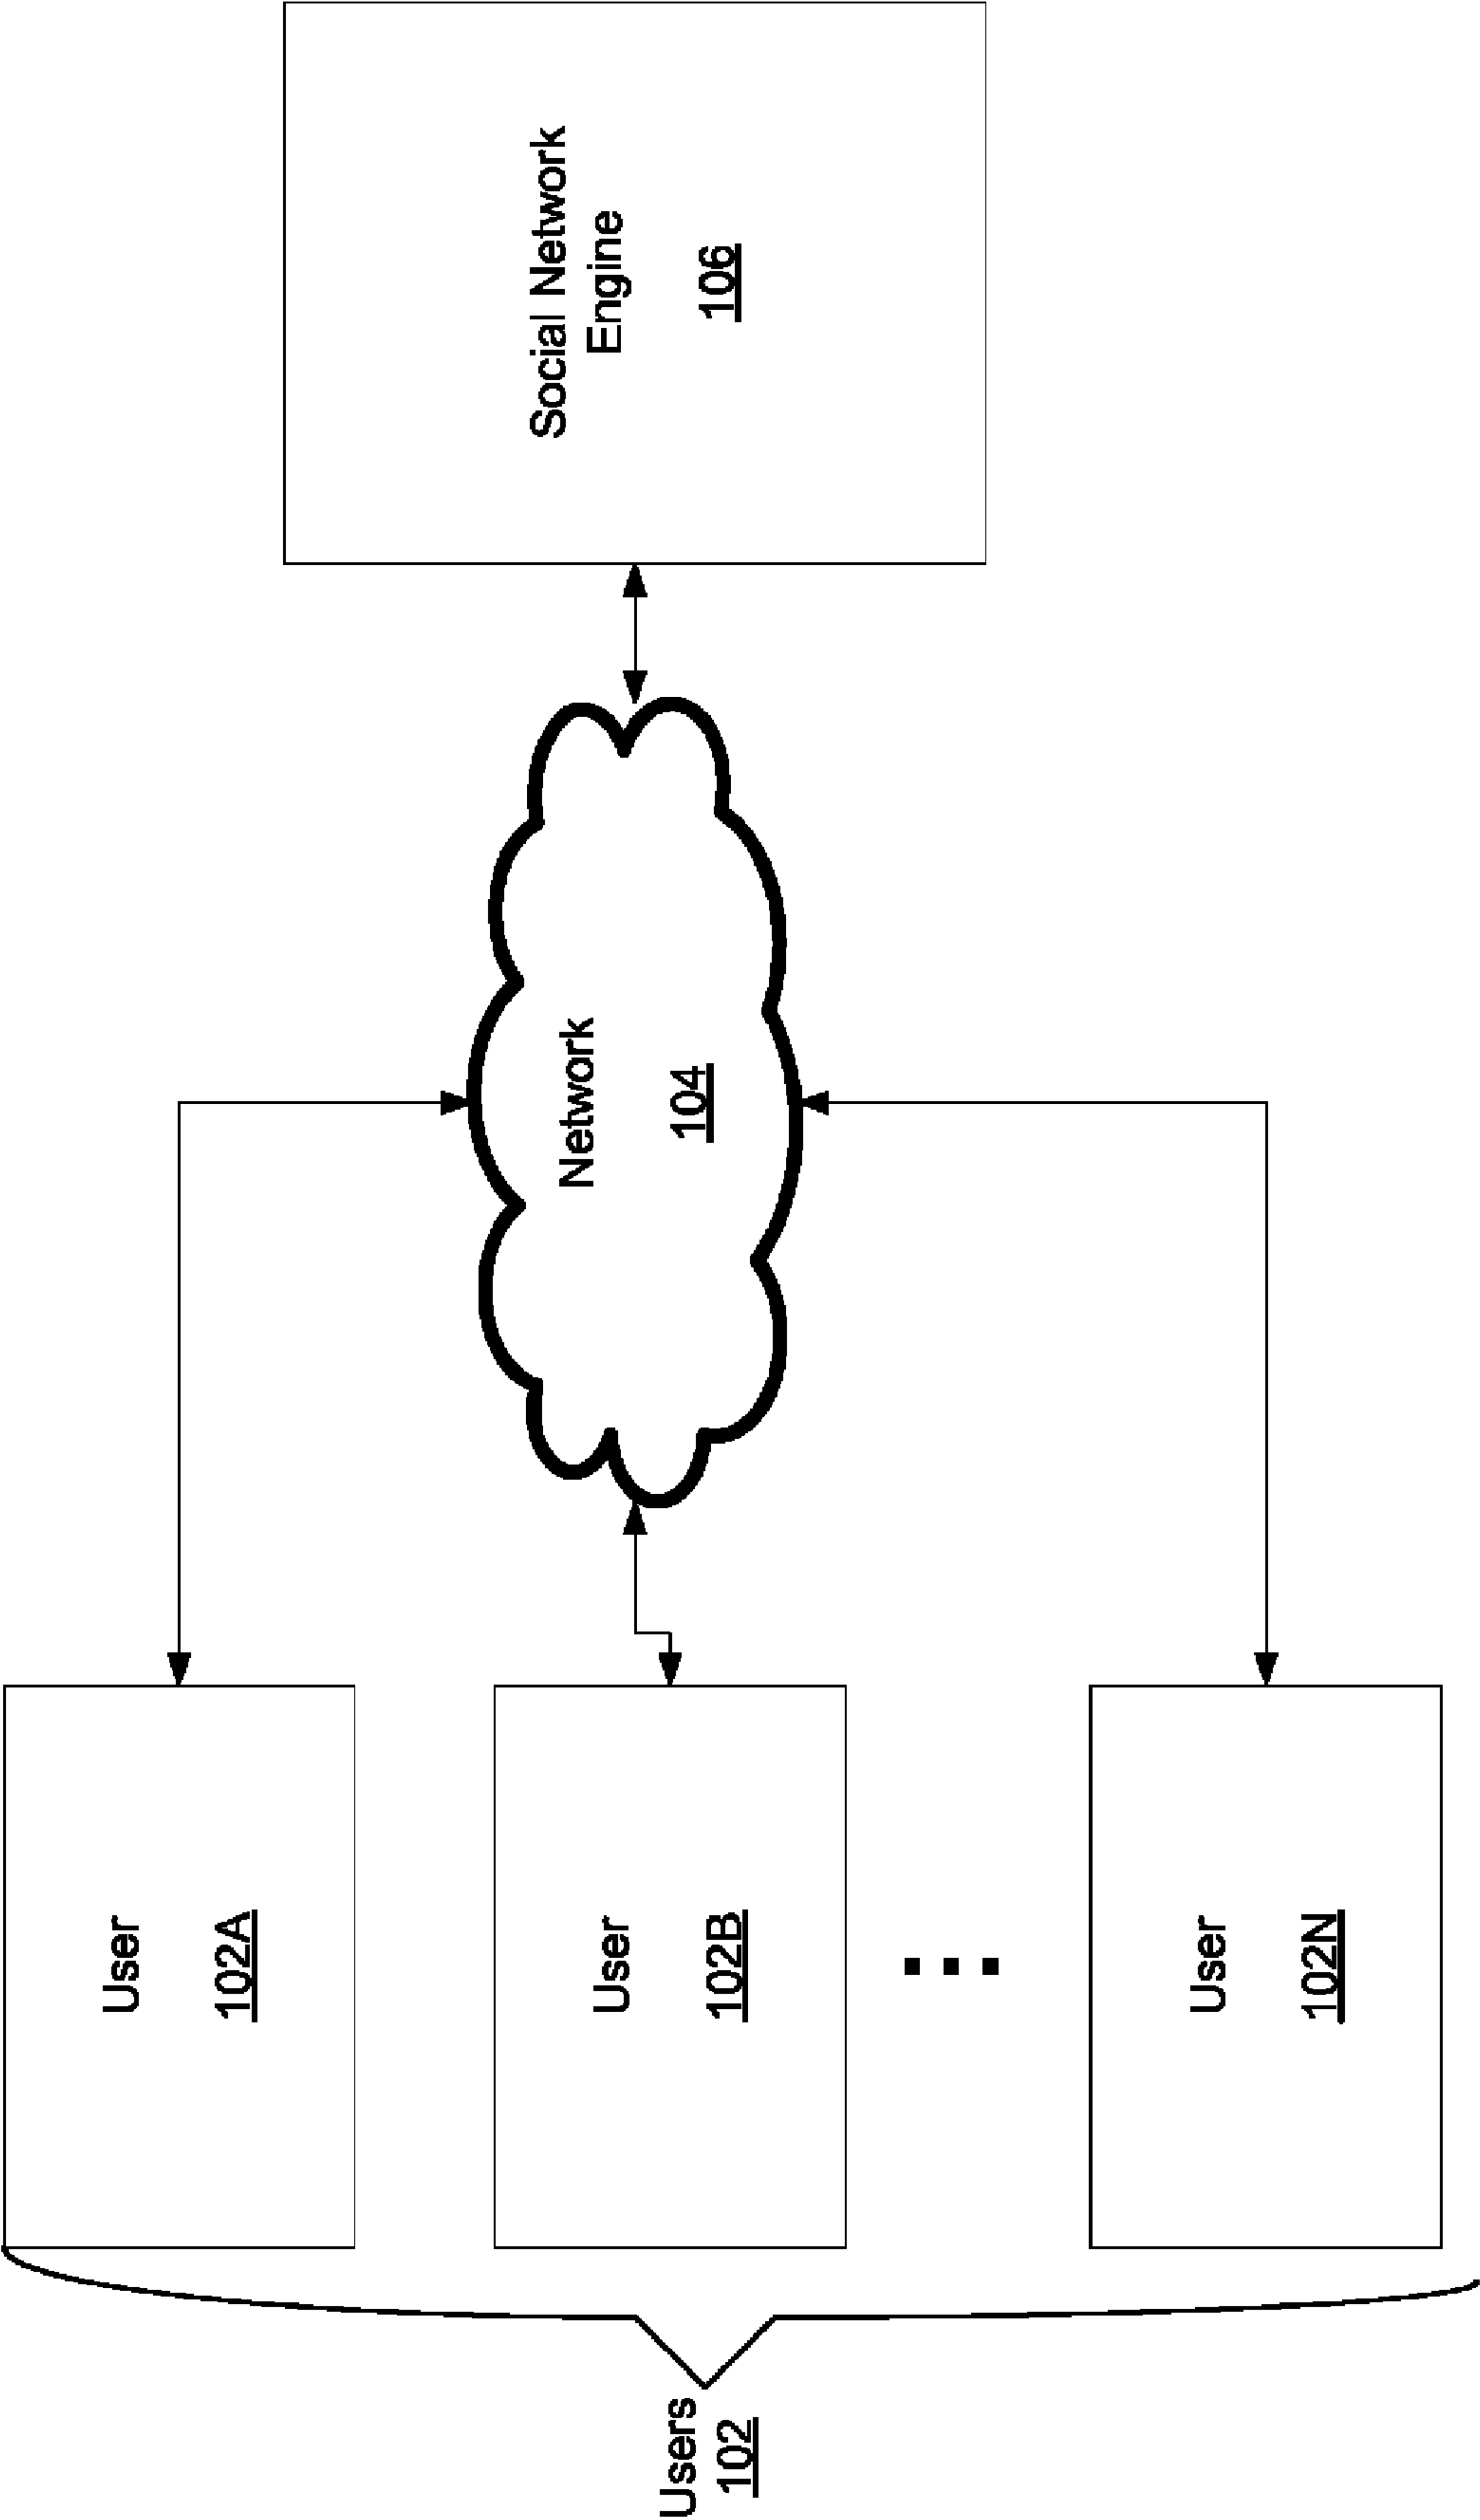 Users
102
User
102A
User
102B
User
102N
Network
104
Social Network
Engine
106